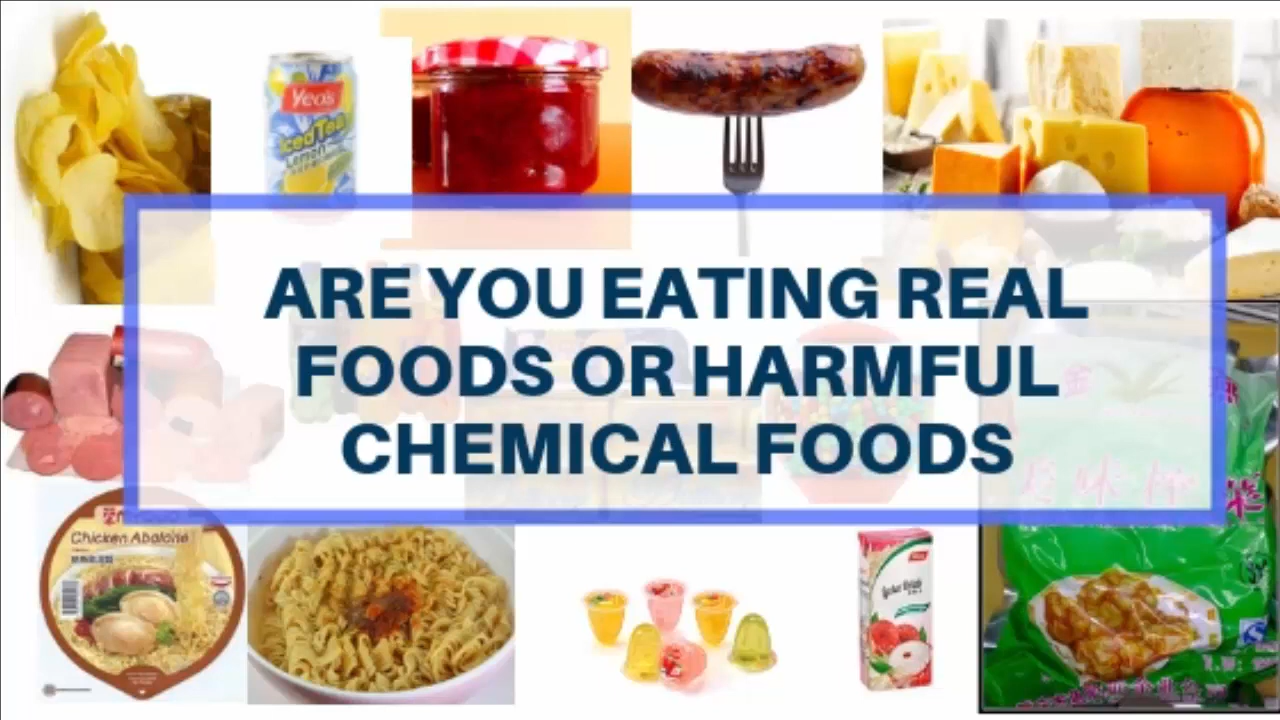 Yeo's
Iced Tea
Lemon
ARE YOU EATING REAL
FOODS OR HARMFUL
CHEMICAL FOODS
Chicken Abalone